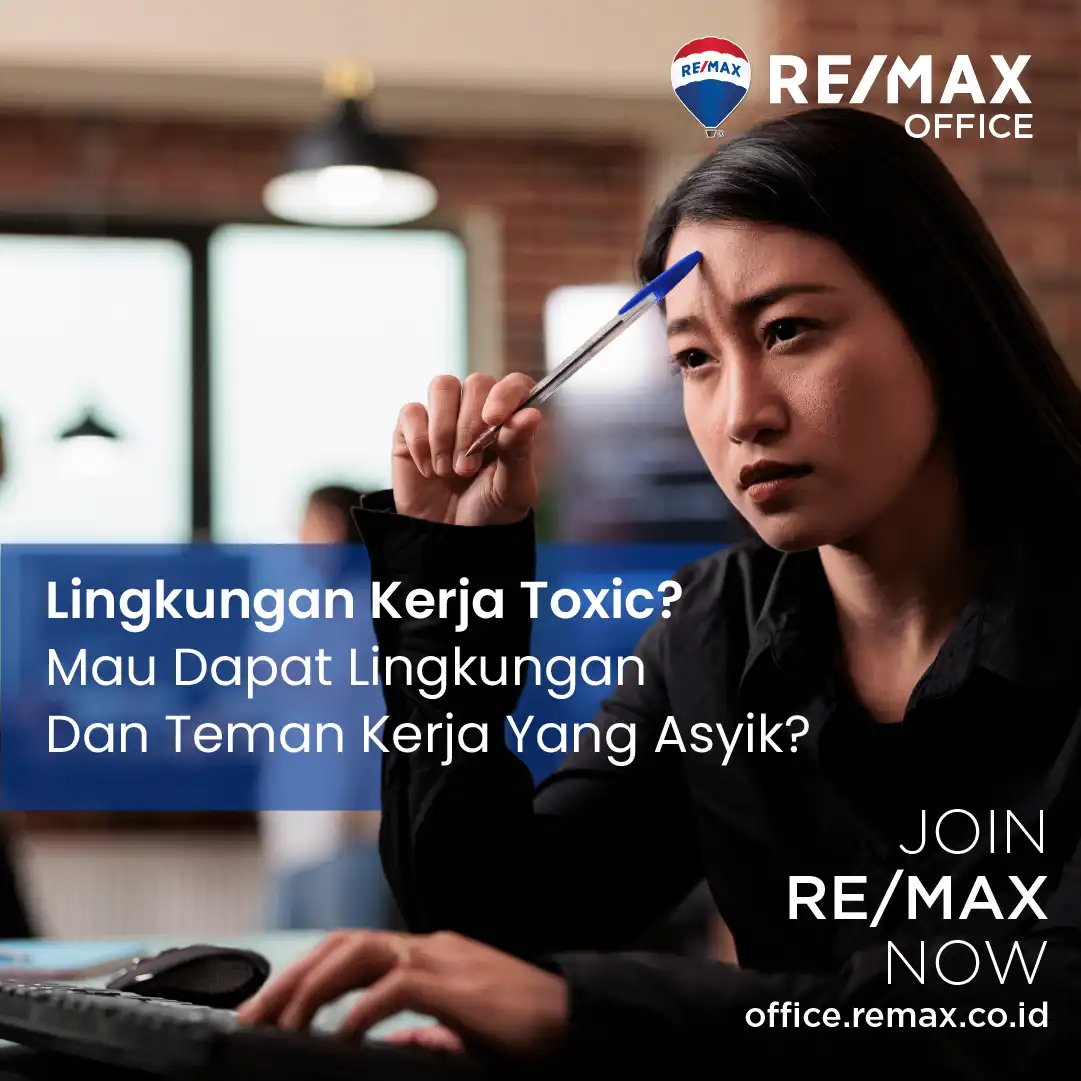 RE/MAX
RE/MAX
OFFICE
Lingkungan Kerja Toxic?
Mau Dapat Lingkungan
Dan Teman Kerja Yang Asyik?
JOIN
RE/MAX
NOW
office.remax.co.id